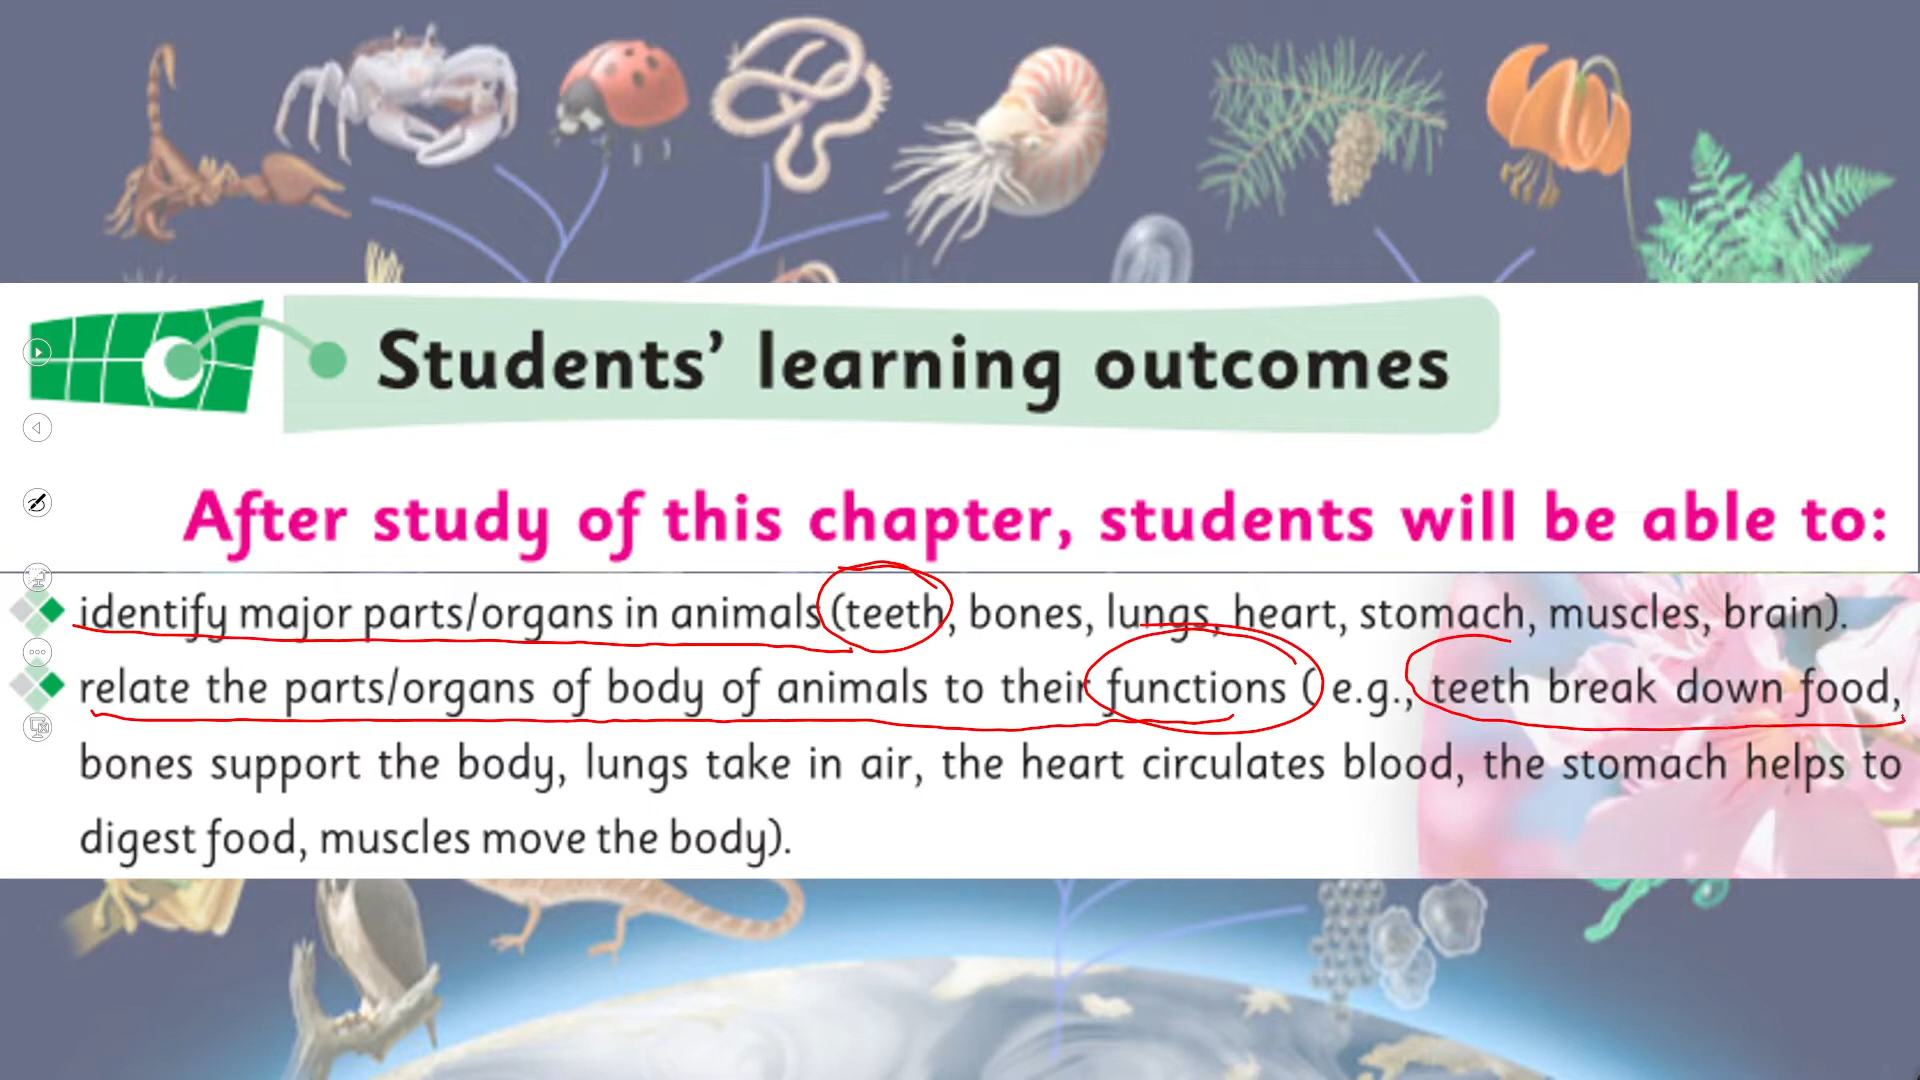 Students' learning outcomes
After study of this chapter, students will be able to:
identify major parts/organs in animals (teeth, bones, lungs, heart, stomach, muscles, brain).
relate the parts/organs of body of animals to their functions (e.g., teeth break down food,
bones support the body, lungs take in air, the heart circulates blood, the stomach helps to
digest food, muscles move the body).